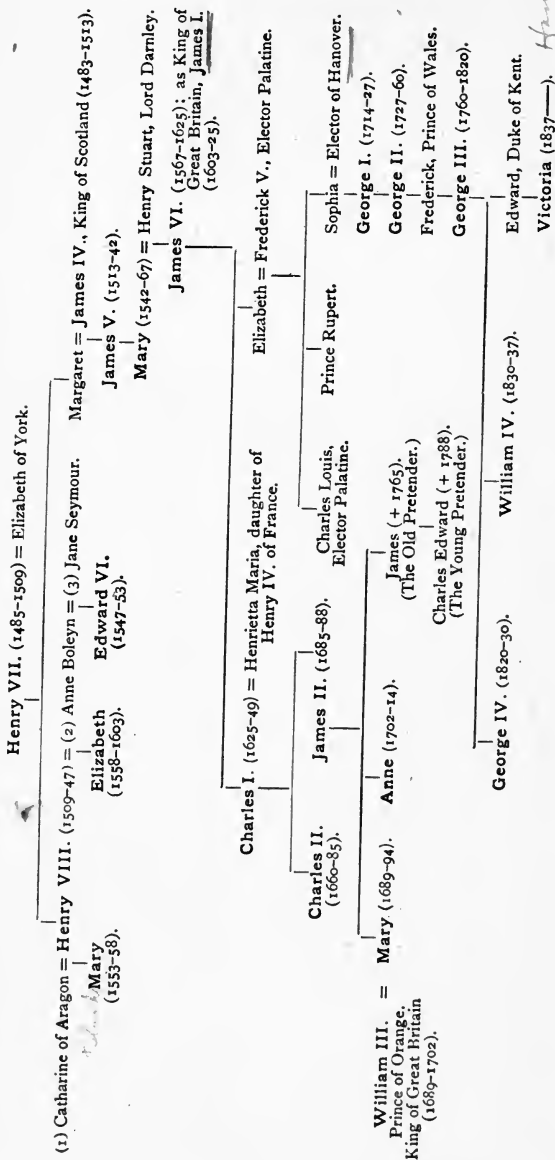 Henry VII. (1485–1509) = Elizabeth of York.
(1) Catharine of Aragon = Henry VIII. (1509–47) = (2) Anne Boleyn = (3) Jane Seymour.
Mary
(1553–58).
Elizabeth
(1558–1603).
Edward VI.
(1547–53).
Margaret = James IV., King of Scotland (1483–1513).
James V. (1513–42).
Mary (1542–67) = Henry Stuart, Lord Darnley.
James VI. (1567–1625); as King of
Great Britain, James I.
(1603–25).
Charles I. (1625–49) = Henrietta Maria, daughter of
Henry IV. of France.
Elizabeth = Frederick V., Elector Palatine.
Charles II.
(1660–85).
James II. (1685–88).
Charles Louis,
Elector Palatine.
Prince Rupert.
Sophia = Elector of Hanover.
George I. (1714–27).
George II. (1727–60).
Frederick, Prince of Wales.
George III. (1760–1820).
William III. = Mary (1689–94).
Prince of Orange,
King of Great Britain
(1689–1702).
Anne (1702–14).
James (+ 1765).
(The Old Pretender.)
Charles Edward (+ 1788).
(The Young Pretender.)
George IV. (1820–30).
William IV. (1830–37).
Edward, Duke of Kent.
Victoria (1837——).